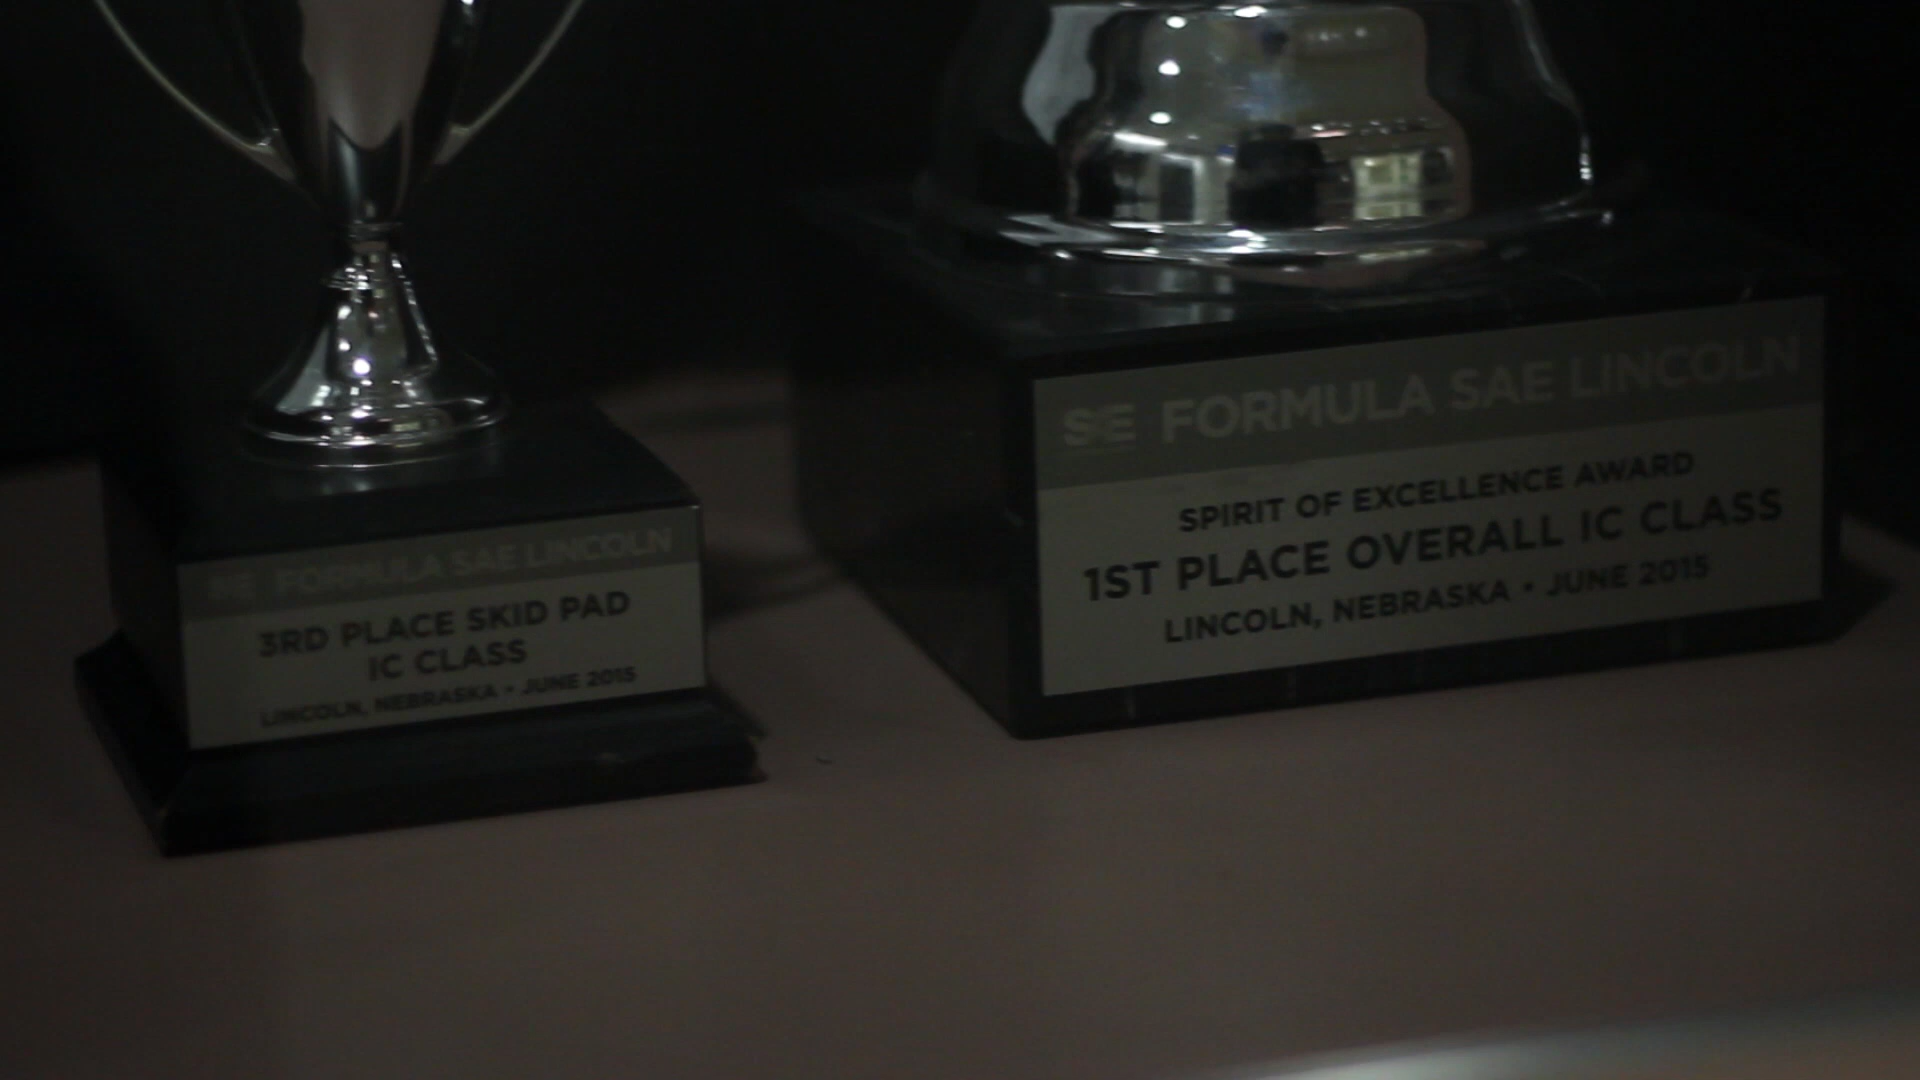 SAE FORMULA SAE LINCOLN
3RD PLACE SKID PAD
IC CLASS
LINCOLN, NEBRASKA • JUNE 2015
SAE FORMULA SAE LINCOLN
SPIRIT OF EXCELLENCE AWARD
1ST PLACE OVERALL IC CLASS
LINCOLN, NEBRASKA • JUNE 2015